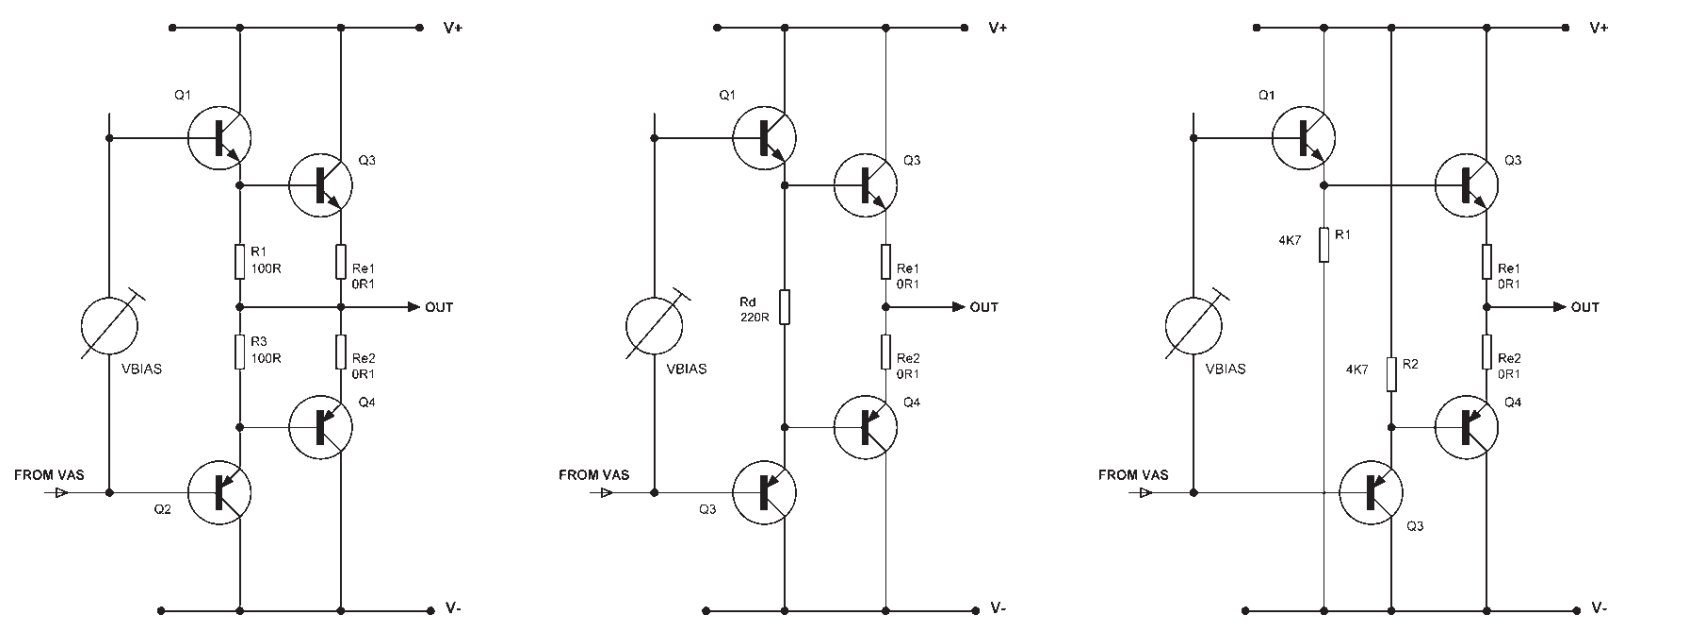 V+
Q1
Q3
R1
100R
Re1
0R1
OUT
R3
100R
Re2
0R1
VBIAS
Q4
FROM VAS
Q2
V-
V+
Q1
Q3
Re1
0R1
Rd
220R
OUT
Re2
0R1
VBIAS
Q4
FROM VAS
Q3
V-
V+
Q1
Q3
4K7
R1
Re1
0R1
OUT
4K7
R2
Re2
0R1
VBIAS
Q4
FROM VAS
Q3
V-